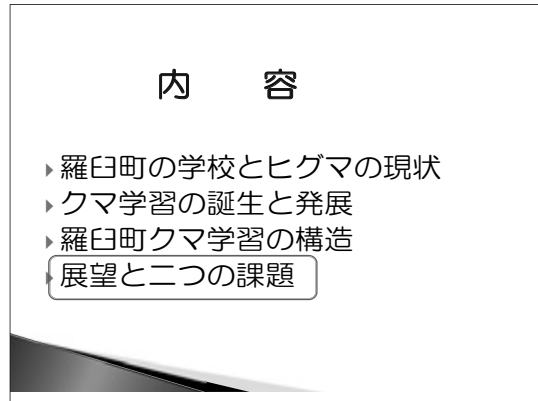 内　容
羅臼町の学校とヒグマの現状
クマ学習の誕生と発展
羅臼町クマ学習の構造
展望と二つの課題